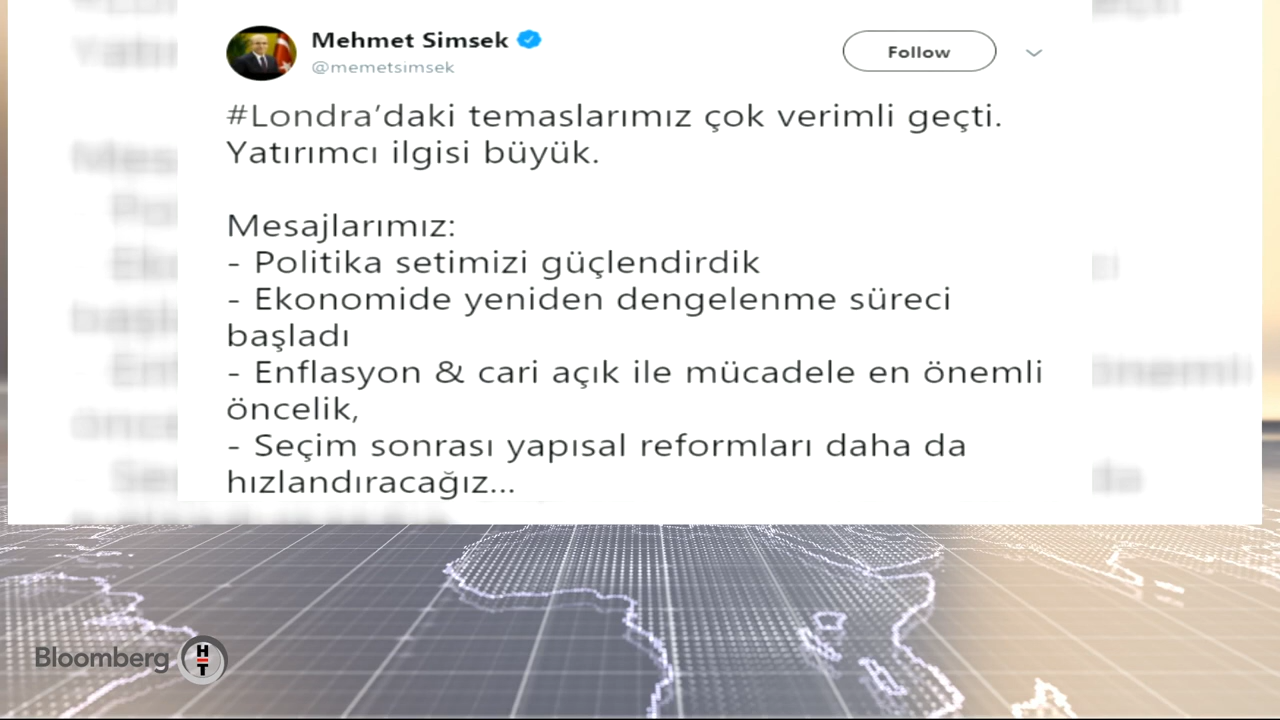 Mehmet Simsek
@memetsimsek
Follow
#Londra'daki temaslarımız çok verimli geçti.
Yatırımcı ilgisi büyük.
Mesajlarımız:
- Politika setimizi güçlendirdik
- Ekonomide yeniden dengelenme süreci
başladı
- Enflasyon & cari açık ile mücadele en önemli
öncelik,
- Seçim sonrası yapısal reformları daha da
hızlandıracağız...
Bloomberg HT